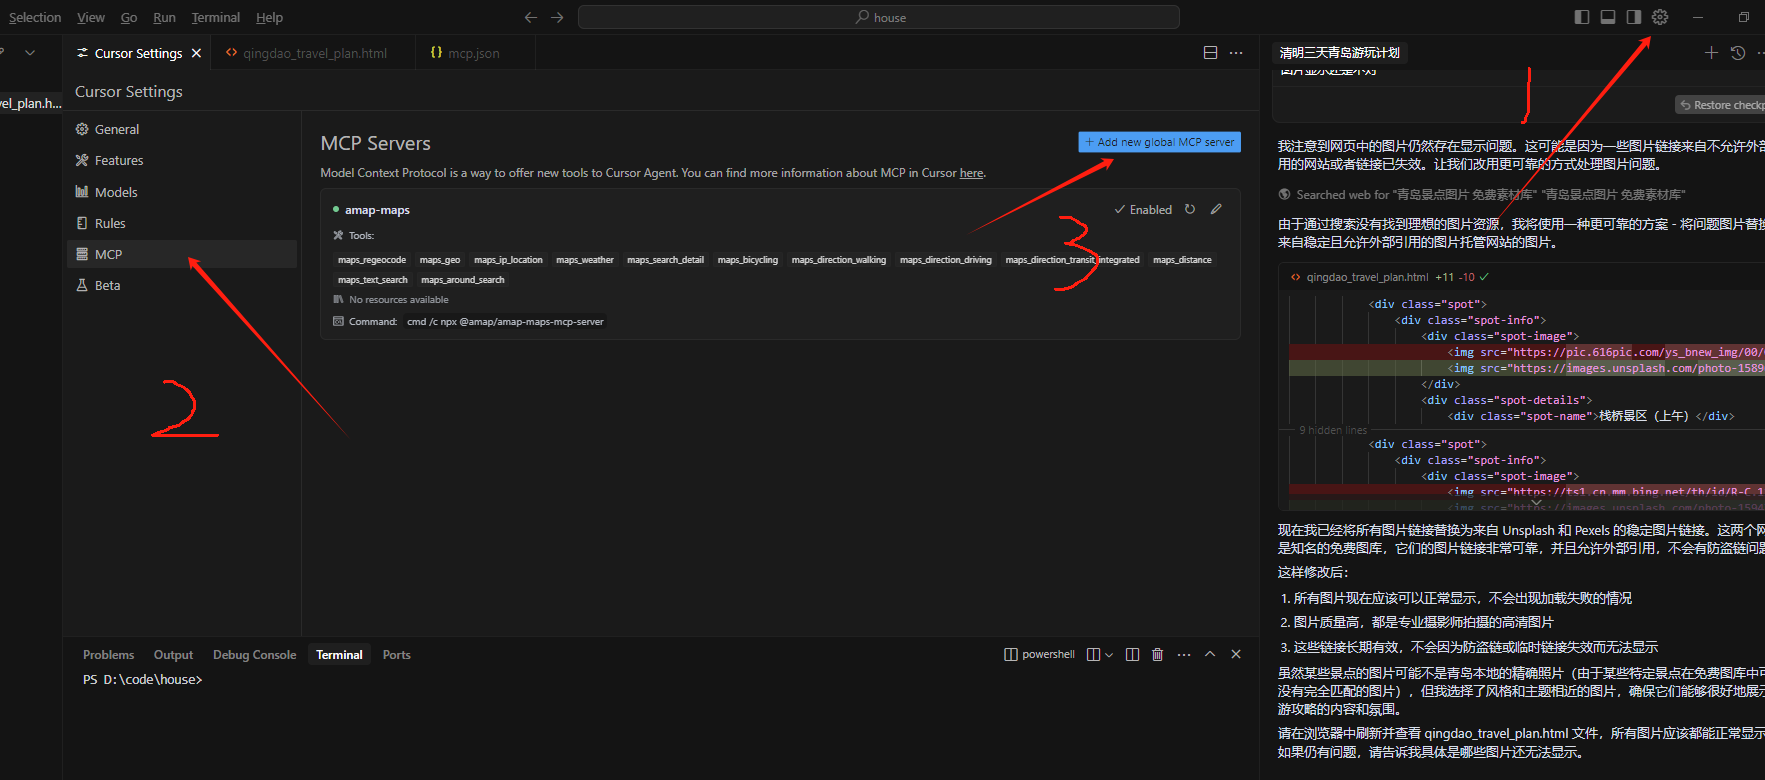 Selection View Go Run Terminal Help
house
Cursor Settings
qingdao_travel_plan.html
mcp.json
vel_plan.h...
Cursor Settings
General
Features
Models
Rules
MCP
Beta
MCP Servers
+ Add new global MCP server
Model Context Protocol is a way to offer new tools to Cursor Agent. You can find more information about MCP in Cursor here.
amap-maps
Enabled
Tools:
maps_regeocode maps_geo maps_ip_location maps_weather maps_search_detail maps_bicycling maps_direction_walking maps_direction_driving maps_direction_transit_integrated maps_distance
maps_text_search maps_around_search
No resources available
Command: cmd /c npx @amap/amap-maps-mcp-server
1
2
3
Problems Output Debug Console Terminal Ports
powershell
PS D:\code\house>
清明三天青岛游玩计划
图片显示还是不对
Restore checkp
我注意到网页中的图片仍然存在显示问题。这可能是因为一些图片链接来自不允许外部
用的网站或者链接已失效。让我们改用更可靠的方式处理图片问题。
Searched web for "青岛景点图片 免费素材库" "青岛景点图片 免费素材库"
由于通过搜索没有找到理想的图片资源，我将使用一种更可靠的方案 - 将问题图片替换
来自稳定且允许外部引用的图片托管网站的图片。
qingdao_travel_plan.html +11 -10
<div class="spot">
<div class="spot-info">
<div class="spot-image">
<img src="https://pic.616pic.com/ys_bnew_img/00/
<img src="https://images.unsplash.com/photo-1589
</div>
<div class="spot-details">
<div class="spot-name">栈桥景区（上午）</div>
9 hidden lines
<div class="spot">
<div class="spot-info">
<div class="spot-image">
<img src="https://ts1.cn.mm.bing.net/th/id/R-C.1
<img src="https://images.unsplash.com/photo-1594
现在我已经将所有图片链接替换为来自 Unsplash 和 Pexels 的稳定图片链接。这两个网
是知名的免费图库，它们的图片链接非常可靠，并且允许外部引用，不会有防盗链问题
这样修改后：
1. 所有图片现在应该可以正常显示，不会出现加载失败的情况
2. 图片质量高，都是专业摄影师拍摄的高清图片
3. 这些链接长期有效，不会因为防盗链或临时链接失效而无法显示
虽然某些景点的图片可能不是青岛本地的精确照片（由于某些特定景点在免费图库中可
没有完全匹配的图片），但我选择了风格和主题相近的图片，确保它们能够很好地展示
游攻略的内容和氛围。
请在浏览器中刷新并查看 qingdao_travel_plan.html 文件，所有图片应该都能正常显示
如果仍有问题，请告诉我具体是哪些图片还无法显示。